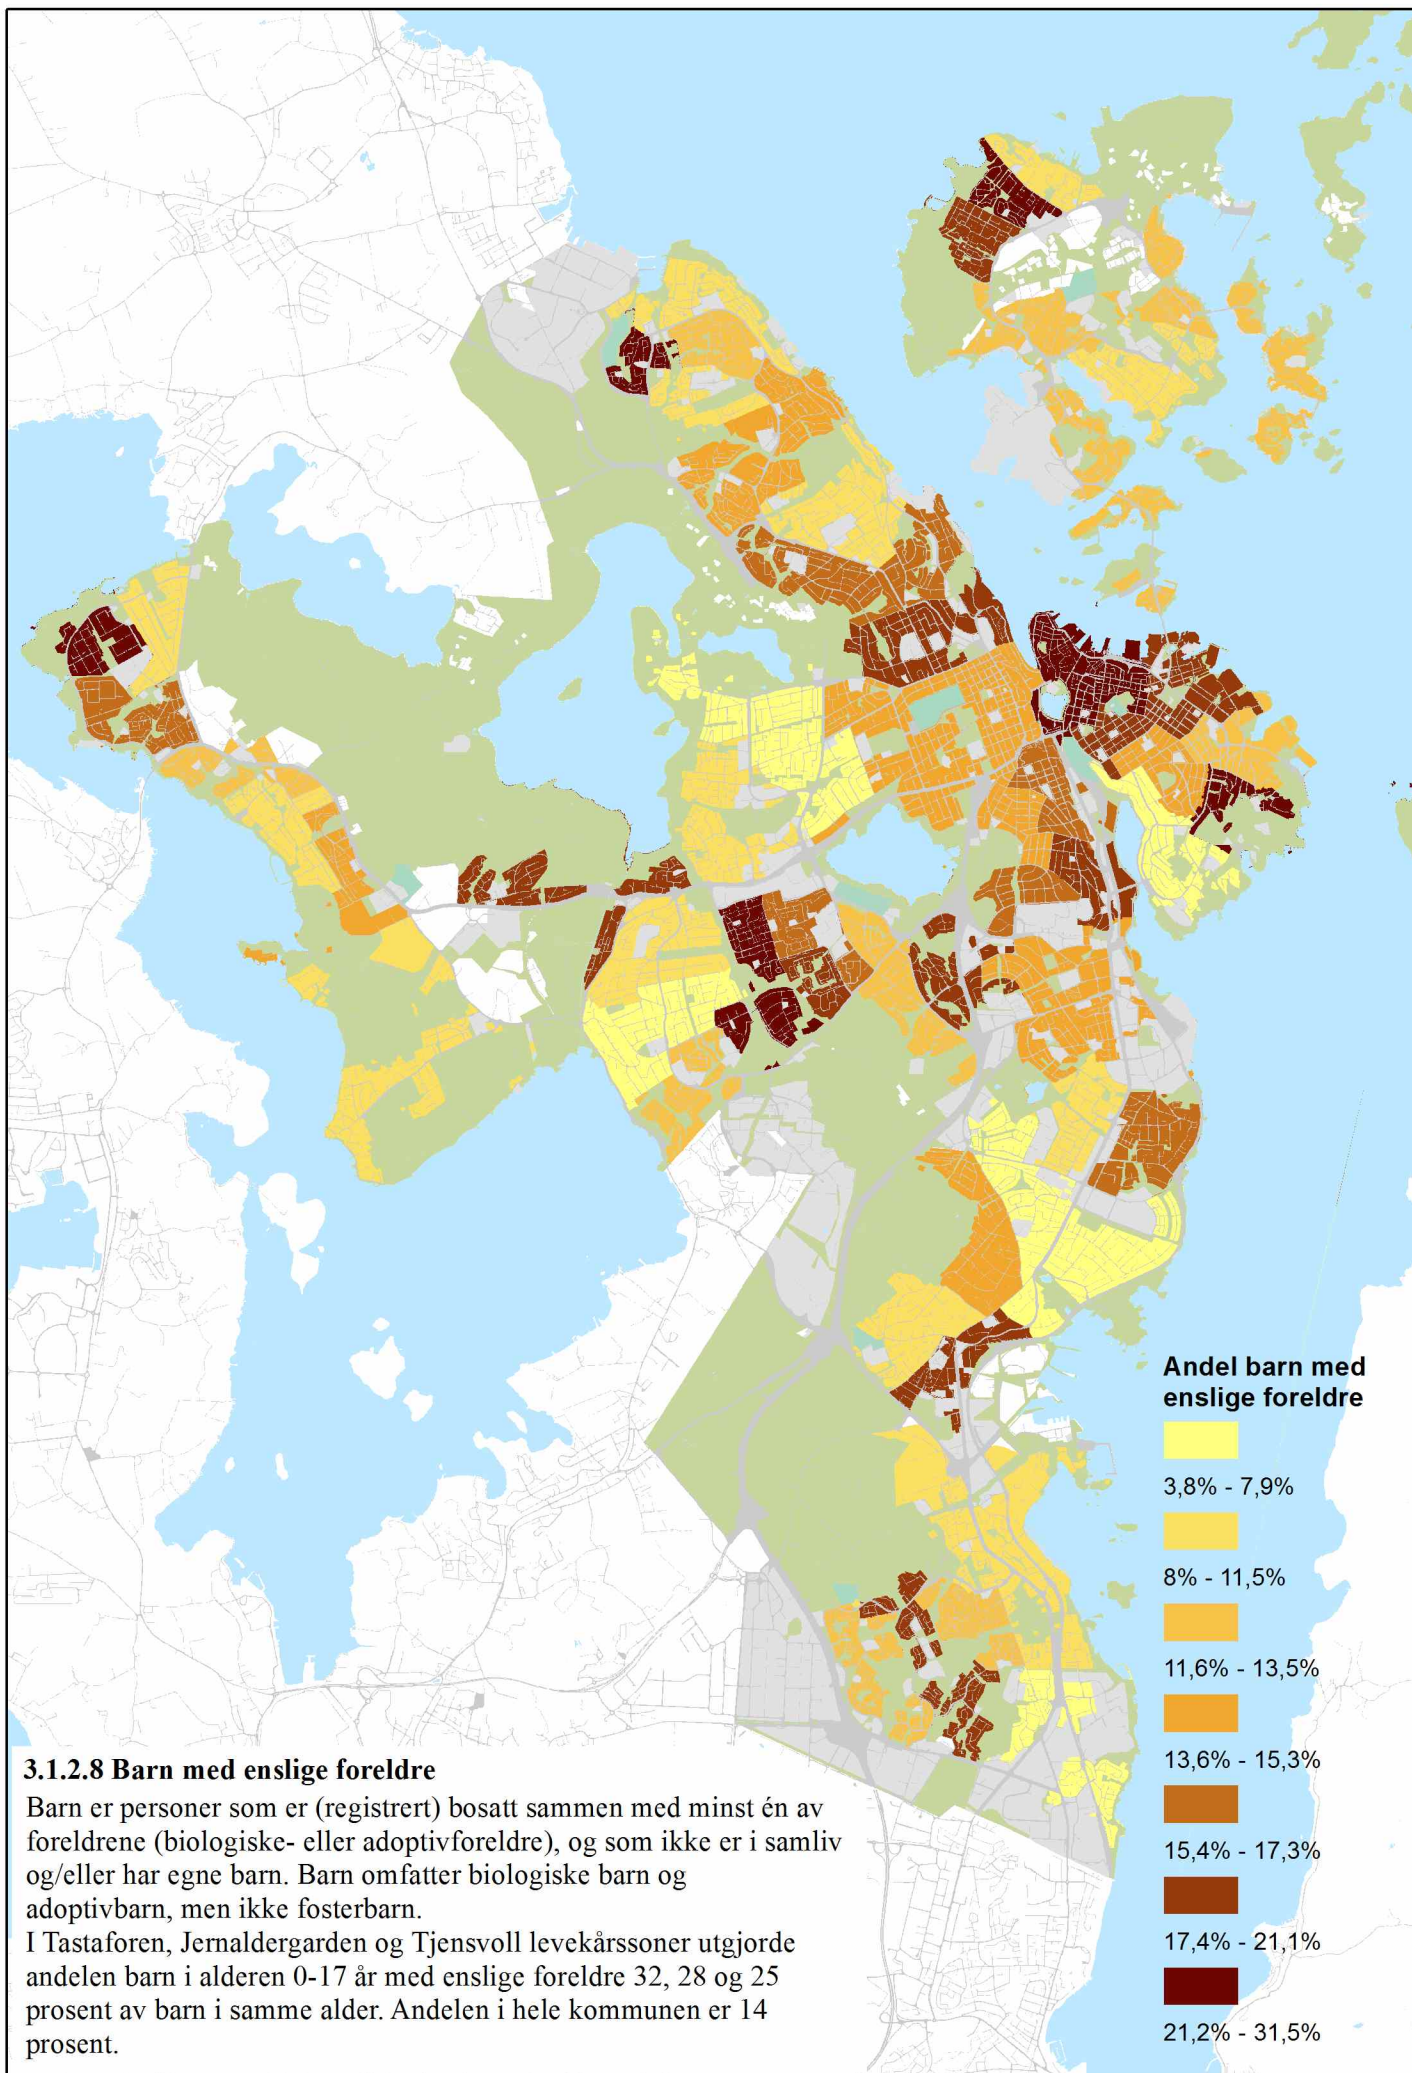 Andel barn med
enslige foreldre
3,8% - 7,9%
8% - 11,5%
11,6% - 13,5%
13,6% - 15,3%
15,4% - 17,3%
17,4% - 21,1%
21,2% - 31,5%
3.1.2.8 Barn med enslige foreldre
Barn er personer som er (registrert) bosatt sammen med minst én av
foreldrene (biologiske- eller adoptivforeldre), og som ikke er i samliv
og/eller har egne barn. Barn omfatter biologiske barn og
adoptivbarn, men ikke fosterbarn.
I Tastaforen, Jernaldergarden og Tjensvoll levekårssoner utgjorde
andelen barn i alderen 0-17 år med enslige foreldre 32, 28 og 25
prosent av barn i samme alder. Andelen i hele kommunen er 14
prosent.